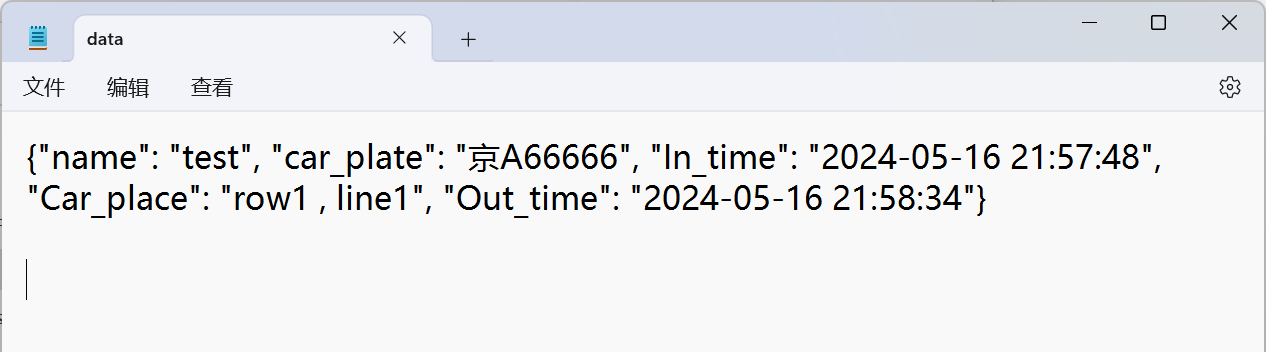 data
文件 编辑 查看
{"name": "test", "car_plate": "京A66666", "In_time": "2024-05-16 21:57:48",
"Car_place": "row1 , line1", "Out_time": "2024-05-16 21:58:34"}